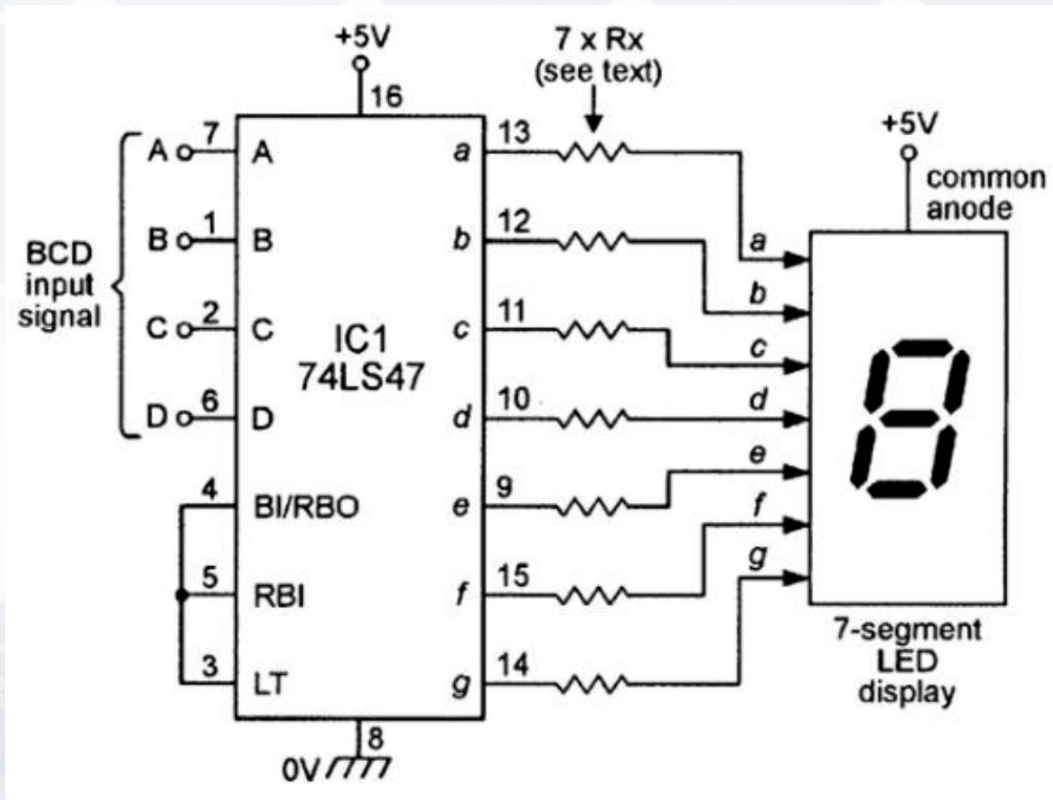 +5V
16
7 x Rx
(see text)
+5V
common
anode
BCD
input
signal
A 7 A
B 1 B
C 2 C
D 6 D
4 BI/RBO
5 RBI
3 LT
IC1
74LS47
a 13
b 12
c 11
d 10
e 9
f 15
g 14
a
b
c
d
e
f
g
7-segment
LED
display
8
0V